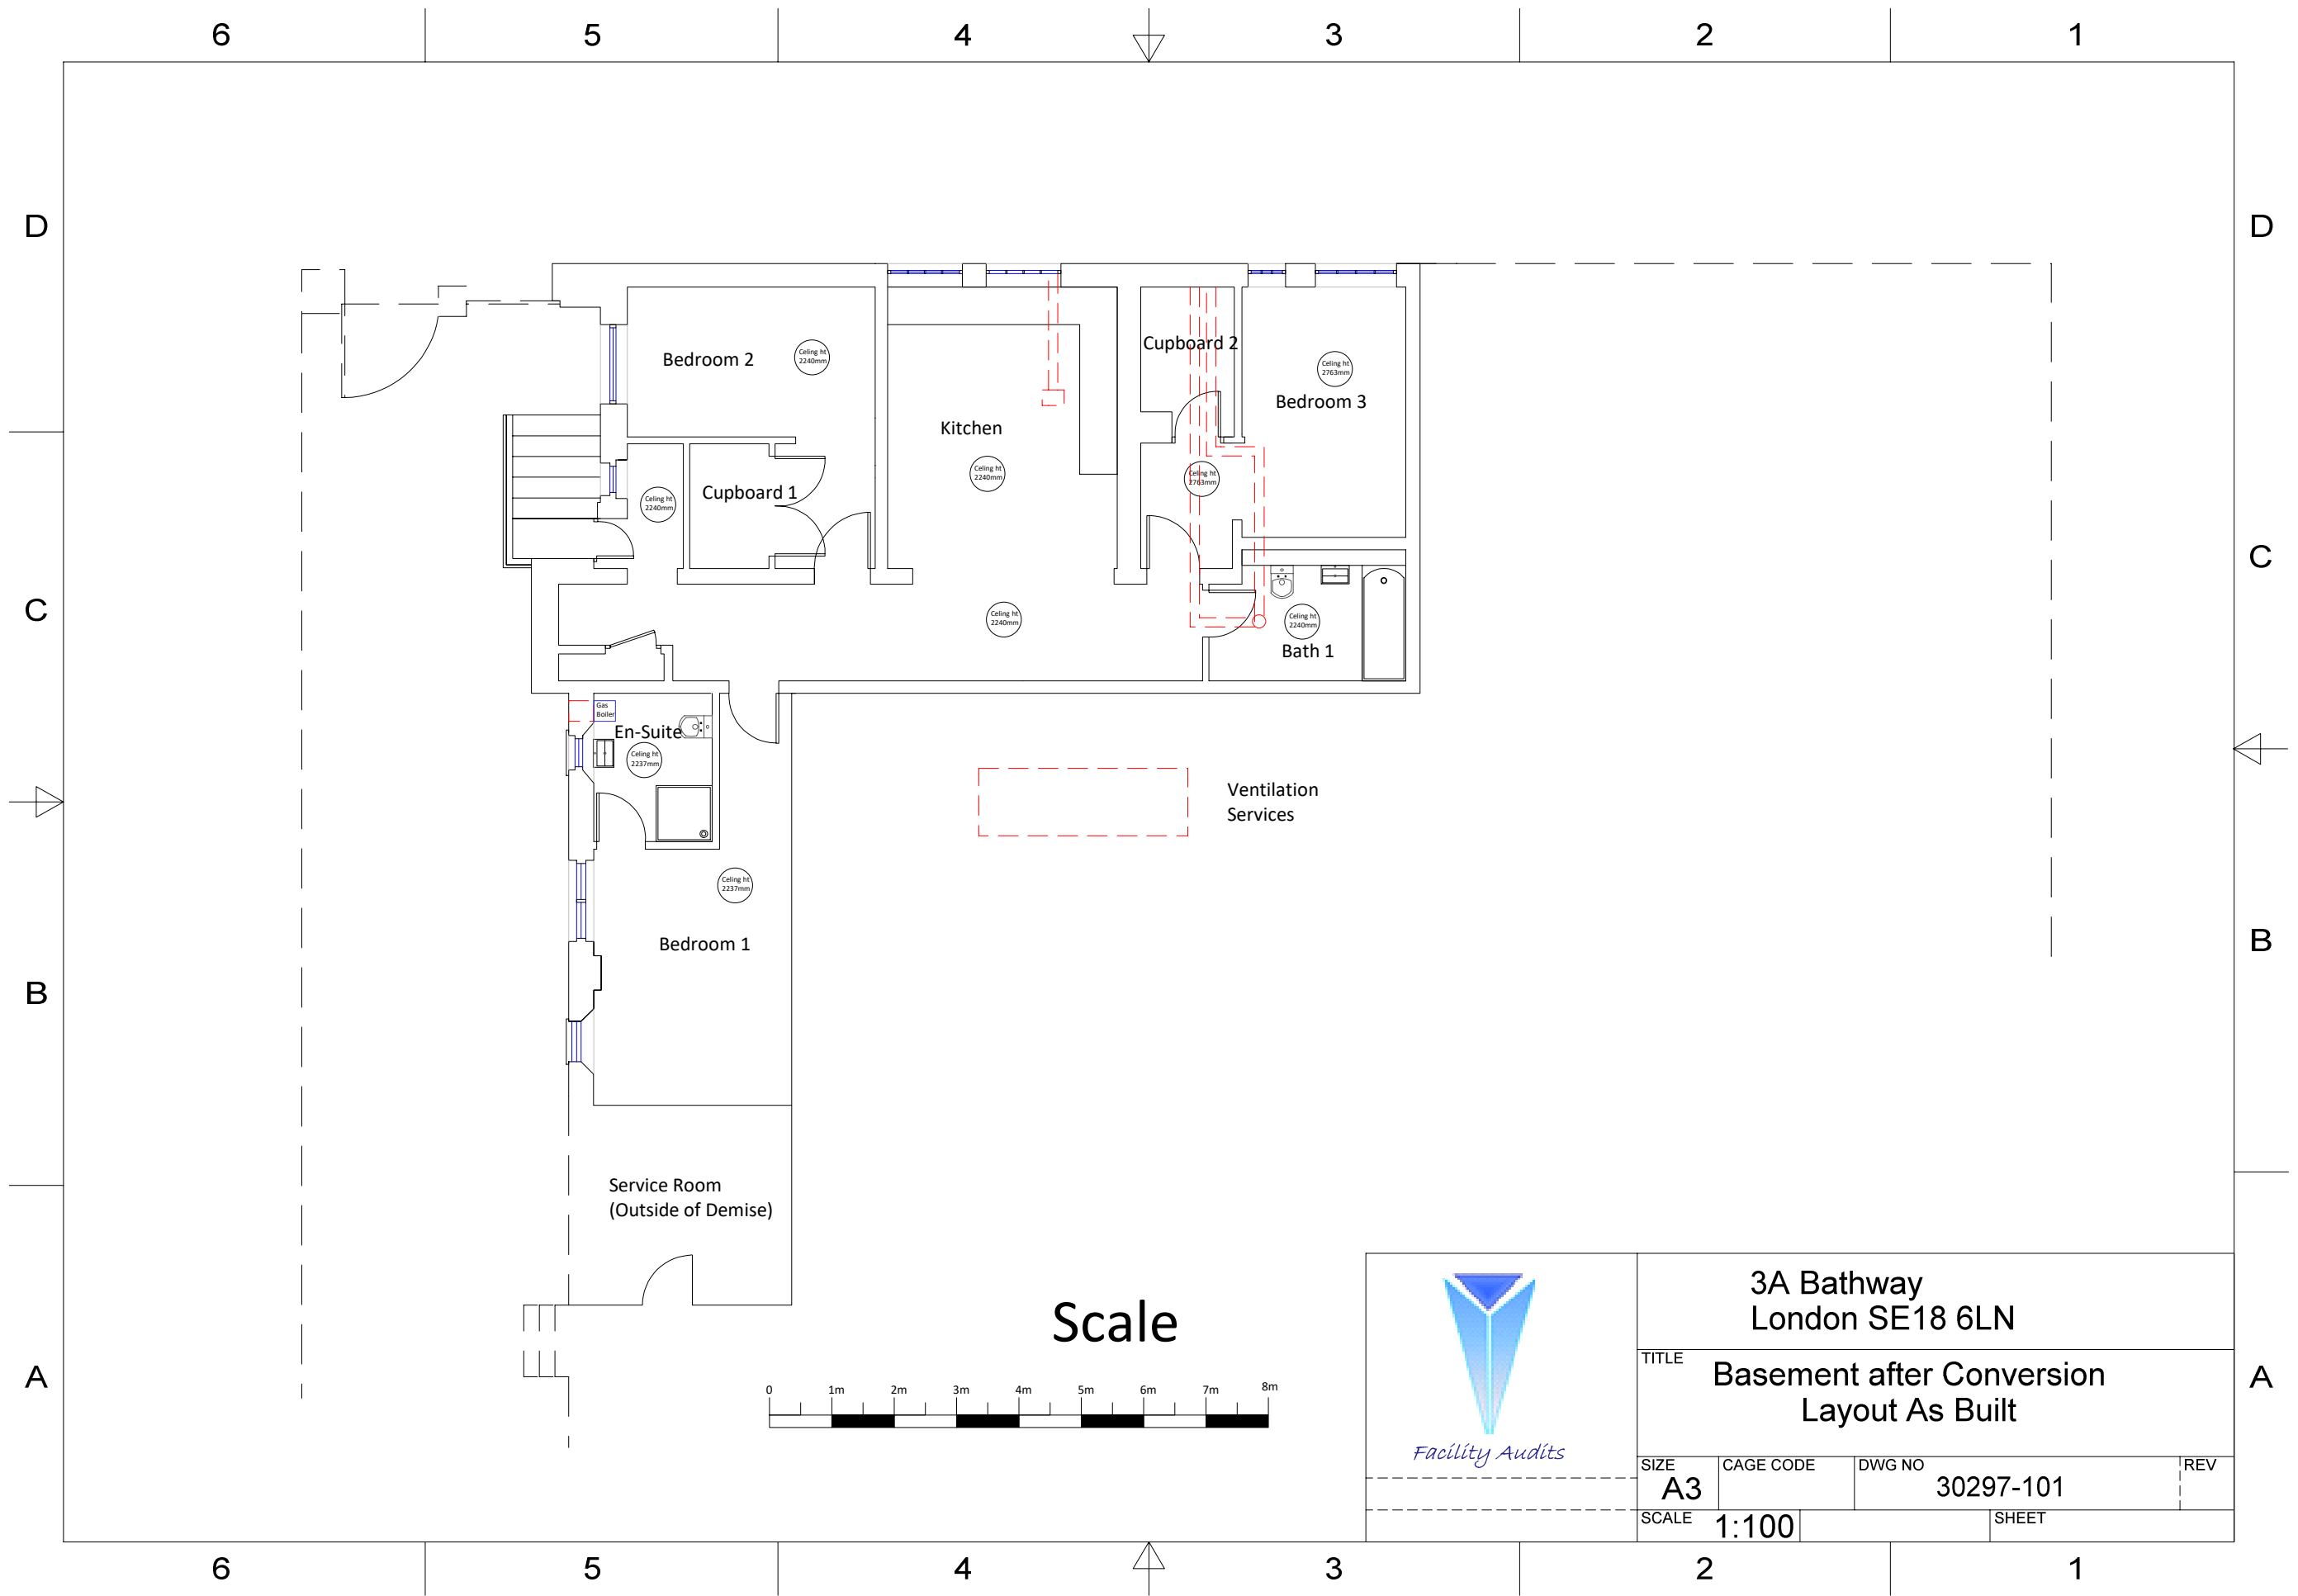 6 5 4 3 2 1
D D
Bedroom 2
Celing ht
2240mm
Cupboard 2
Celing ht
2763mm
Bedroom 3
Kitchen
Celing ht
2240mm
Cupboard 1
Celing ht
2240mm
Celing ht
2763mm
C C
Celing ht
2240mm
Celing ht
2240mm
Bath 1
Gas
Boiler
En-Suite
Celing ht
2237mm
Ventilation
Services
Celing ht
2237mm
Bedroom 1
B B
Service Room
(Outside of Demise)
Scale
0 1m 2m 3m 4m 5m 6m 7m 8m
A A
Facility Audits
3A Bathway
London SE18 6LN
TITLE
Basement after Conversion
Layout As Built
SIZE
A3
CAGE CODE
DWG NO
30297-101
REV
SCALE
1:100
SHEET
6 5 4 3 2 1